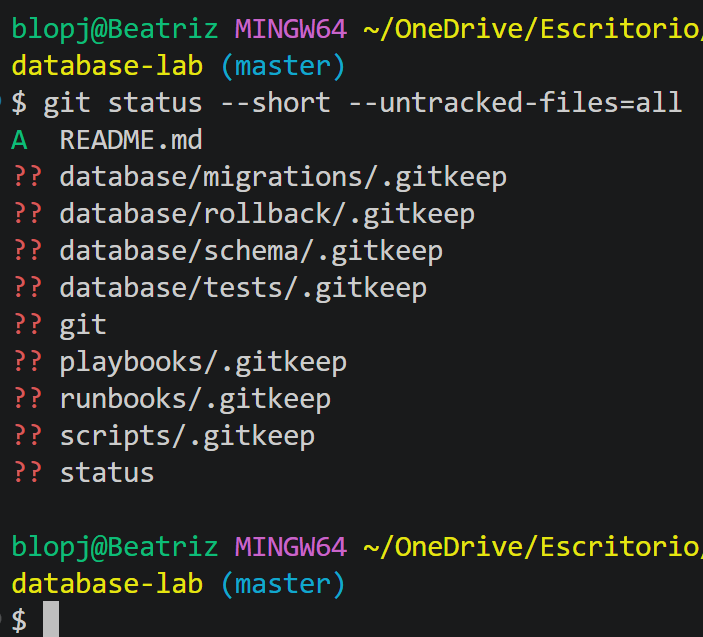 blopj@Beatriz MINGW64 ~/OneDrive/Escritorio/
database-lab (master)
$ git status --short --untracked-files=all
A  README.md
?? database/migrations/.gitkeep
?? database/rollback/.gitkeep
?? database/schema/.gitkeep
?? database/tests/.gitkeep
?? git
?? playbooks/.gitkeep
?? runbooks/.gitkeep
?? scripts/.gitkeep
?? status
blopj@Beatriz MINGW64 ~/OneDrive/Escritorio/
database-lab (master)
$